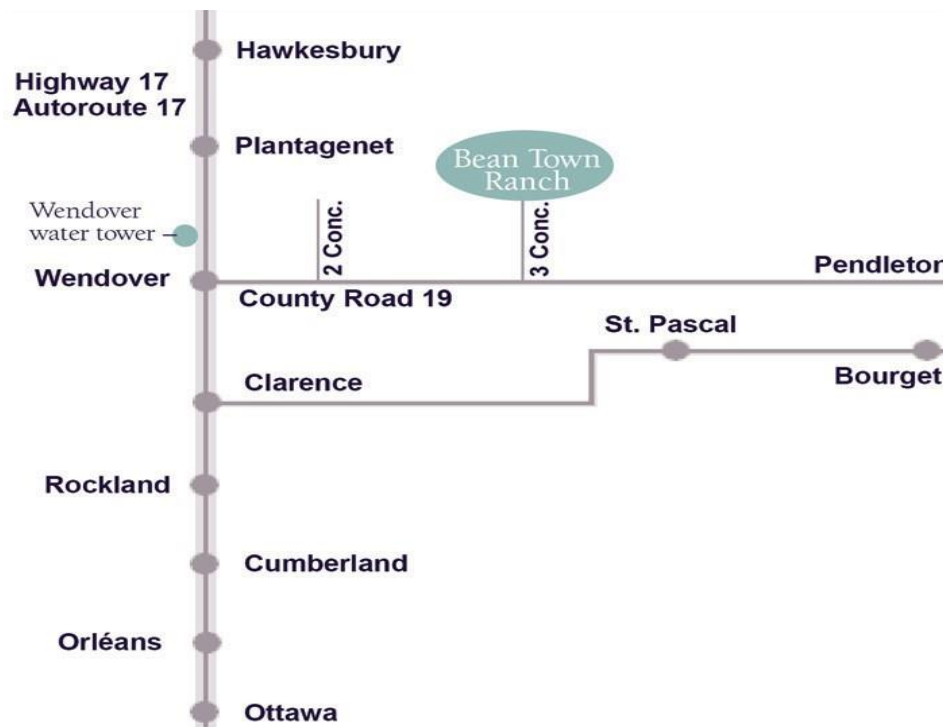 Hawkesbury
Highway 17
Autoroute 17
Plantagenet
Bean Town
Ranch
Wendover
water tower
2 Conc.
3 Conc.
Wendover
Pendleton
County Road 19
St. Pascal
Clarence
Bourget
Rockland
Cumberland
Orléans
Ottawa